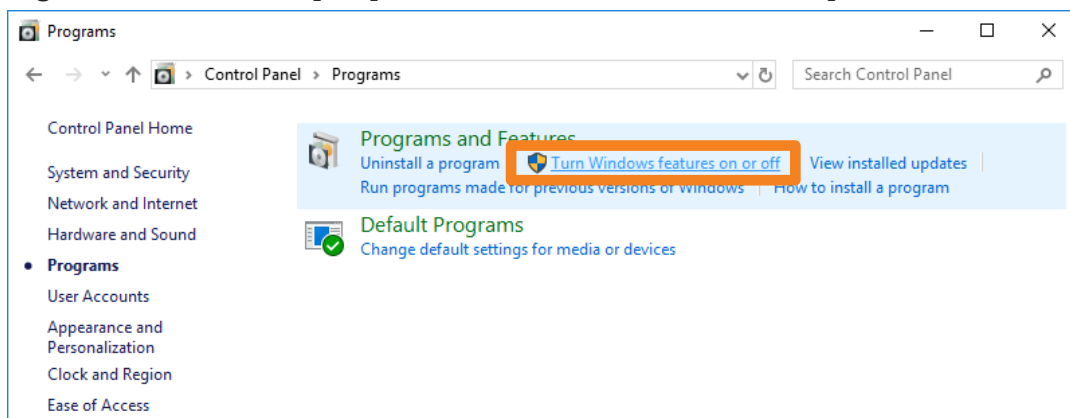 Programs
Control Panel > Programs
Search Control Panel
Control Panel Home
System and Security
Network and Internet
Hardware and Sound
Programs
User Accounts
Appearance and
Personalization
Clock and Region
Ease of Access
Programs and Features
Uninstall a program Turn Windows features on or off View installed updates
Run programs made for previous versions of Windows How to install a program
Default Programs
Change default settings for media or devices